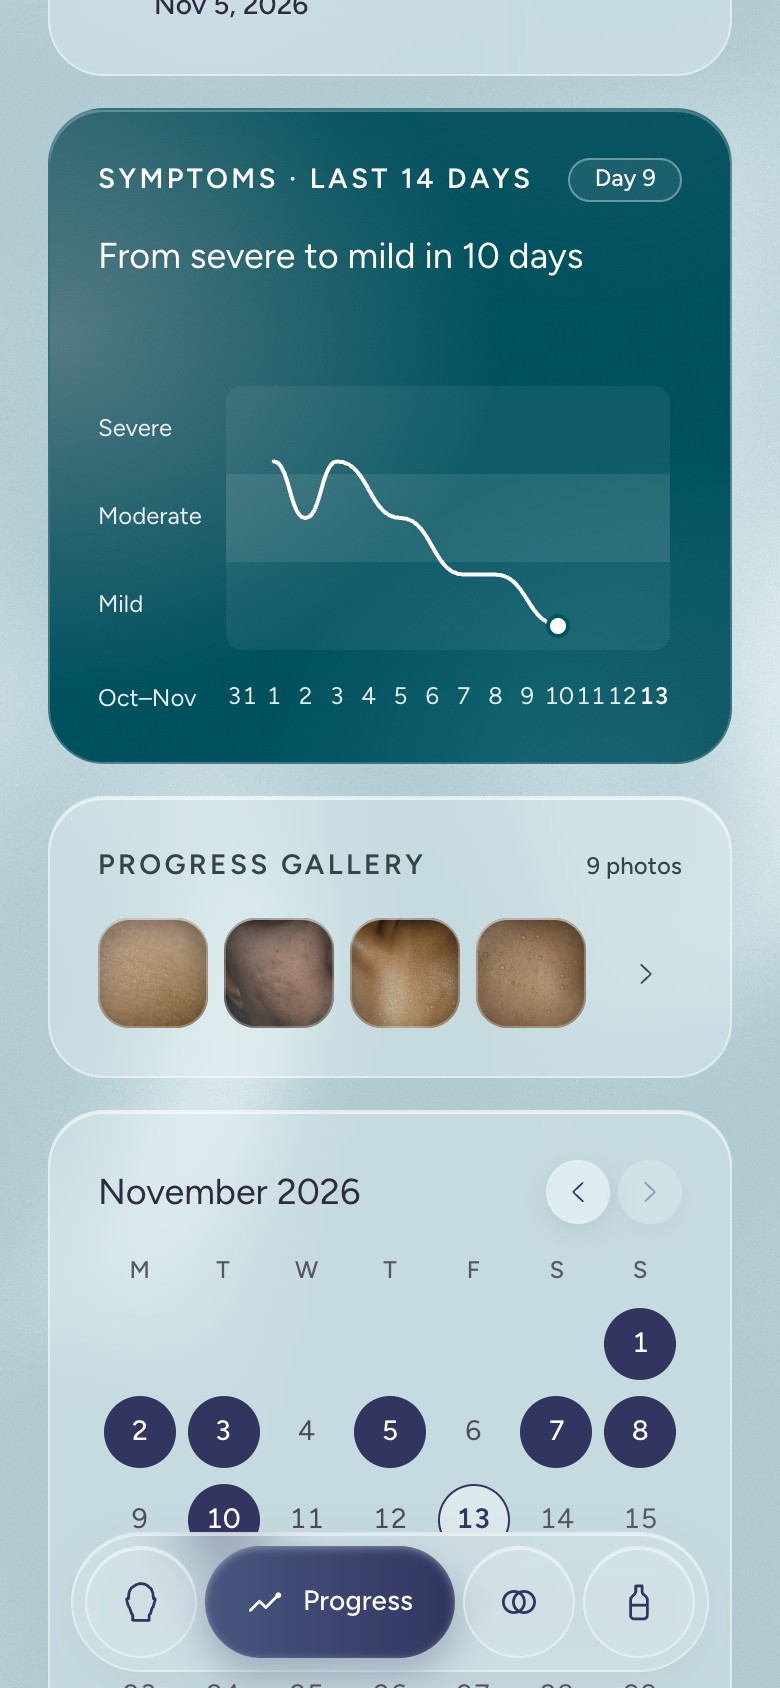 Nov 5, 2026
SYMPTOMS · LAST 14 DAYS
Day 9
From severe to mild in 10 days
Severe
Moderate
Mild
Oct–Nov 31 1 2 3 4 5 6 7 8 9 10 11 12 13
PROGRESS GALLERY
9 photos
November 2026
M T W T F S S
1
2 3 4 5 6 7 8
9 10 11 12 13 14 15
Progress